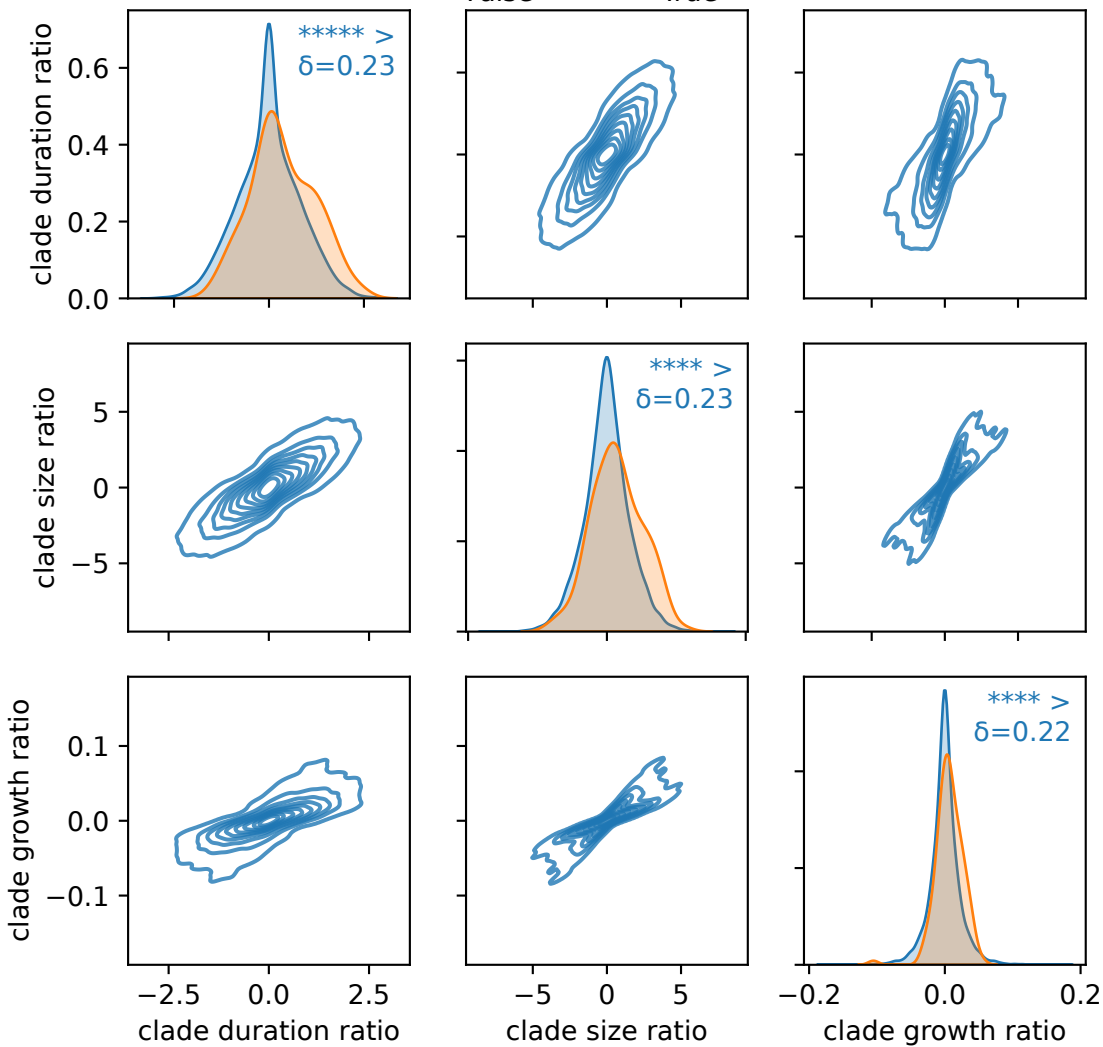 ***** >
δ=0.23
clade duration ratio
0.6
0.4
0.2
0.0
**** >
δ=0.23
clade size ratio
5
0
−5
**** >
δ=0.22
clade growth ratio
0.1
0.0
−0.1
−2.5 0.0 2.5
−5 0 5
−0.2 0.0 0.2
clade duration ratio
clade size ratio
clade growth ratio